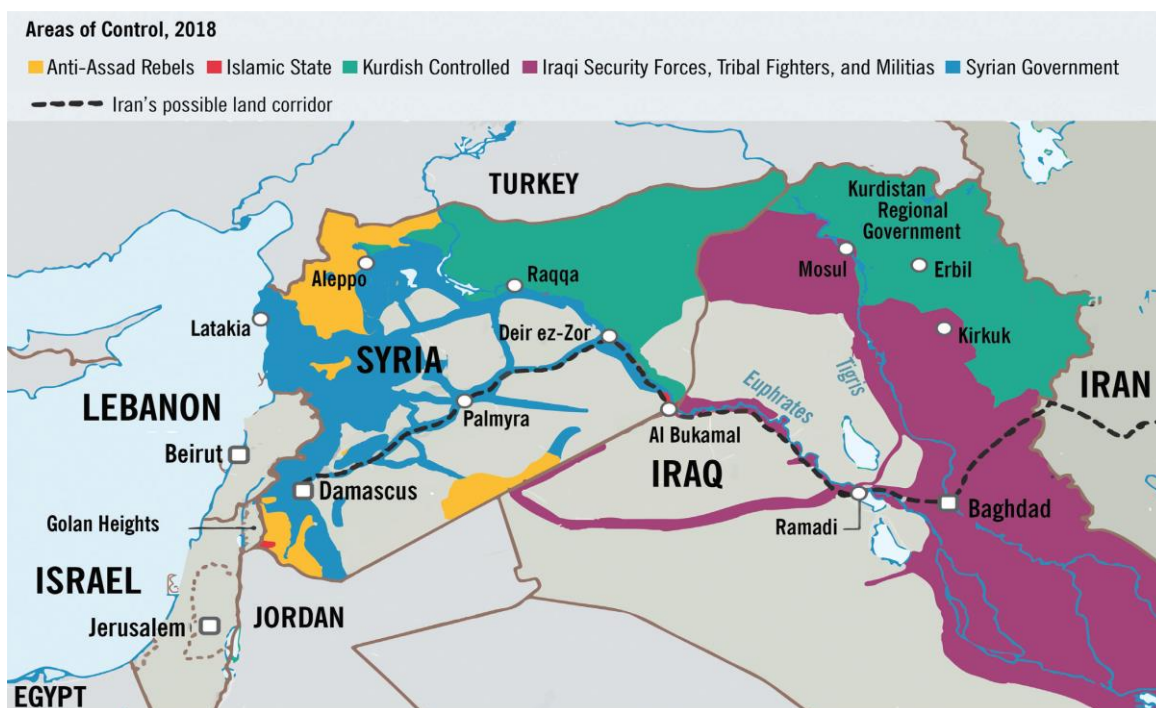 Areas of Control, 2018
Anti-Assad Rebels Islamic State Kurdish Controlled Iraqi Security Forces, Tribal Fighters, and Militias Syrian Government
Iran's possible land corridor
TURKEY
Kurdistan
Regional
Government
Aleppo
Raqqa
Mosul
Erbil
Latakia
Deir ez-Zor
Kirkuk
SYRIA
Tigris
Euphrates
IRAN
LEBANON
Palmyra
Al Bukamal
Beirut
IRAQ
Damascus
Baghdad
Golan Heights
Ramadi
ISRAEL
JORDAN
Jerusalem
EGYPT